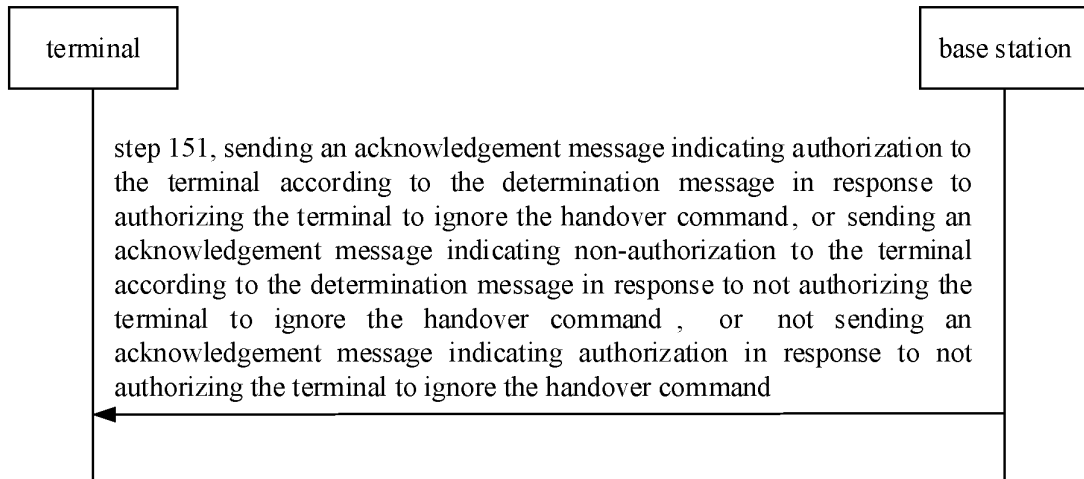 terminal
base station
step 151, sending an acknowledgement message indicating authorization to
the terminal according to the determination message in response to
authorizing the terminal to ignore the handover command, or sending an
acknowledgement message indicating non-authorization to the terminal
according to the determination message in response to not authorizing the
terminal to ignore the handover command , or not sending an
acknowledgement message indicating authorization in response to not
authorizing the terminal to ignore the handover command